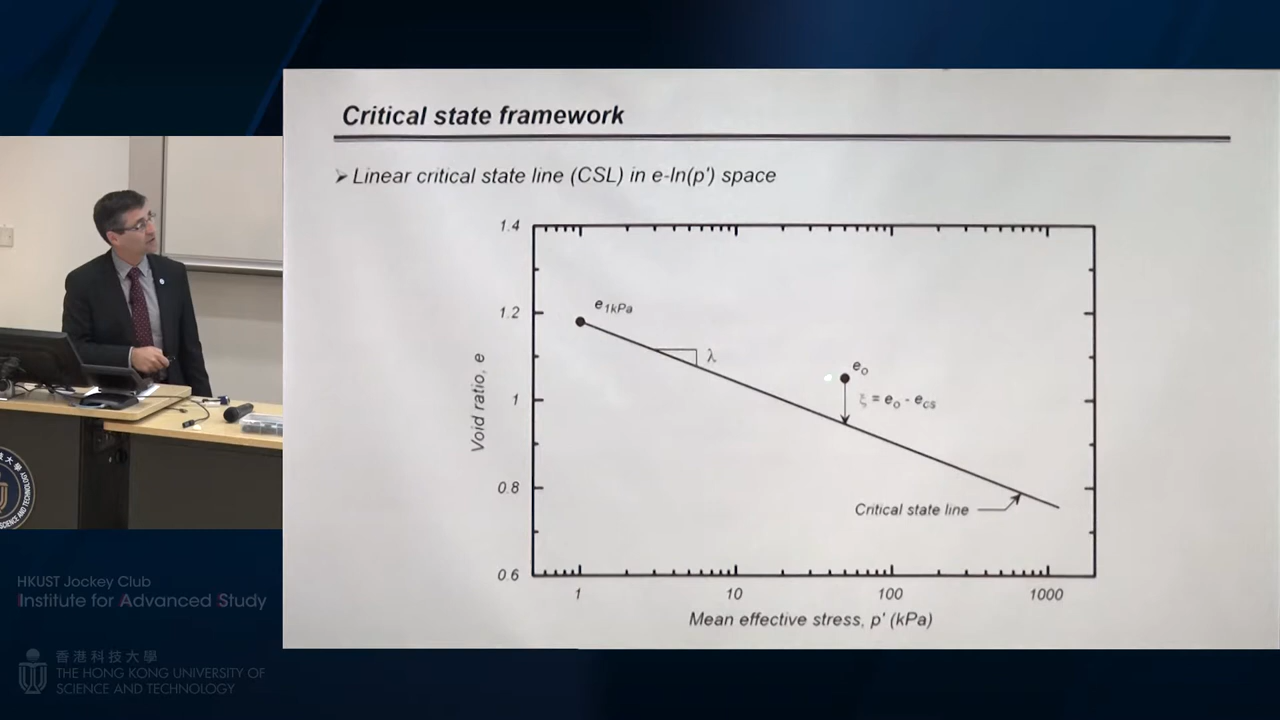 Critical state framework
➢ Linear critical state line (CSL) in e-ln(p') space
1.4
1.2
1
0.8
0.6
Void ratio, e
e1kPa
λ
eo
ξ = eo - ecs
Critical state line
1
10
100
1000
Mean effective stress, p' (kPa)
HKUST Jockey Club
Institute for Advanced Study
香港科技大學
THE HONG KONG UNIVERSITY OF
SCIENCE AND TECHNOLOGY